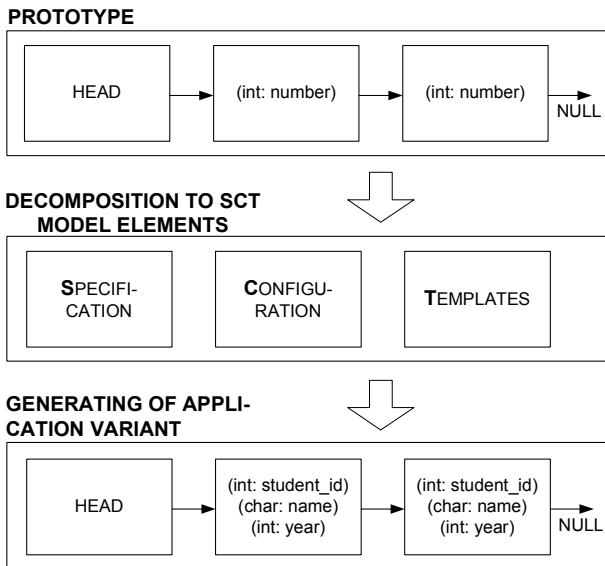 PROTOTYPE
HEAD
(int: number)
(int: number)
NULL
DECOMPOSITION TO SCT
MODEL ELEMENTS
SPECIFI-
CATION
CONFIGU-
RATION
TEMPLATES
GENERATING OF APPLI-
CATION VARIANT
HEAD
(int: student_id)
(char: name)
(int: year)
(int: student_id)
(char: name)
(int: year)
NULL